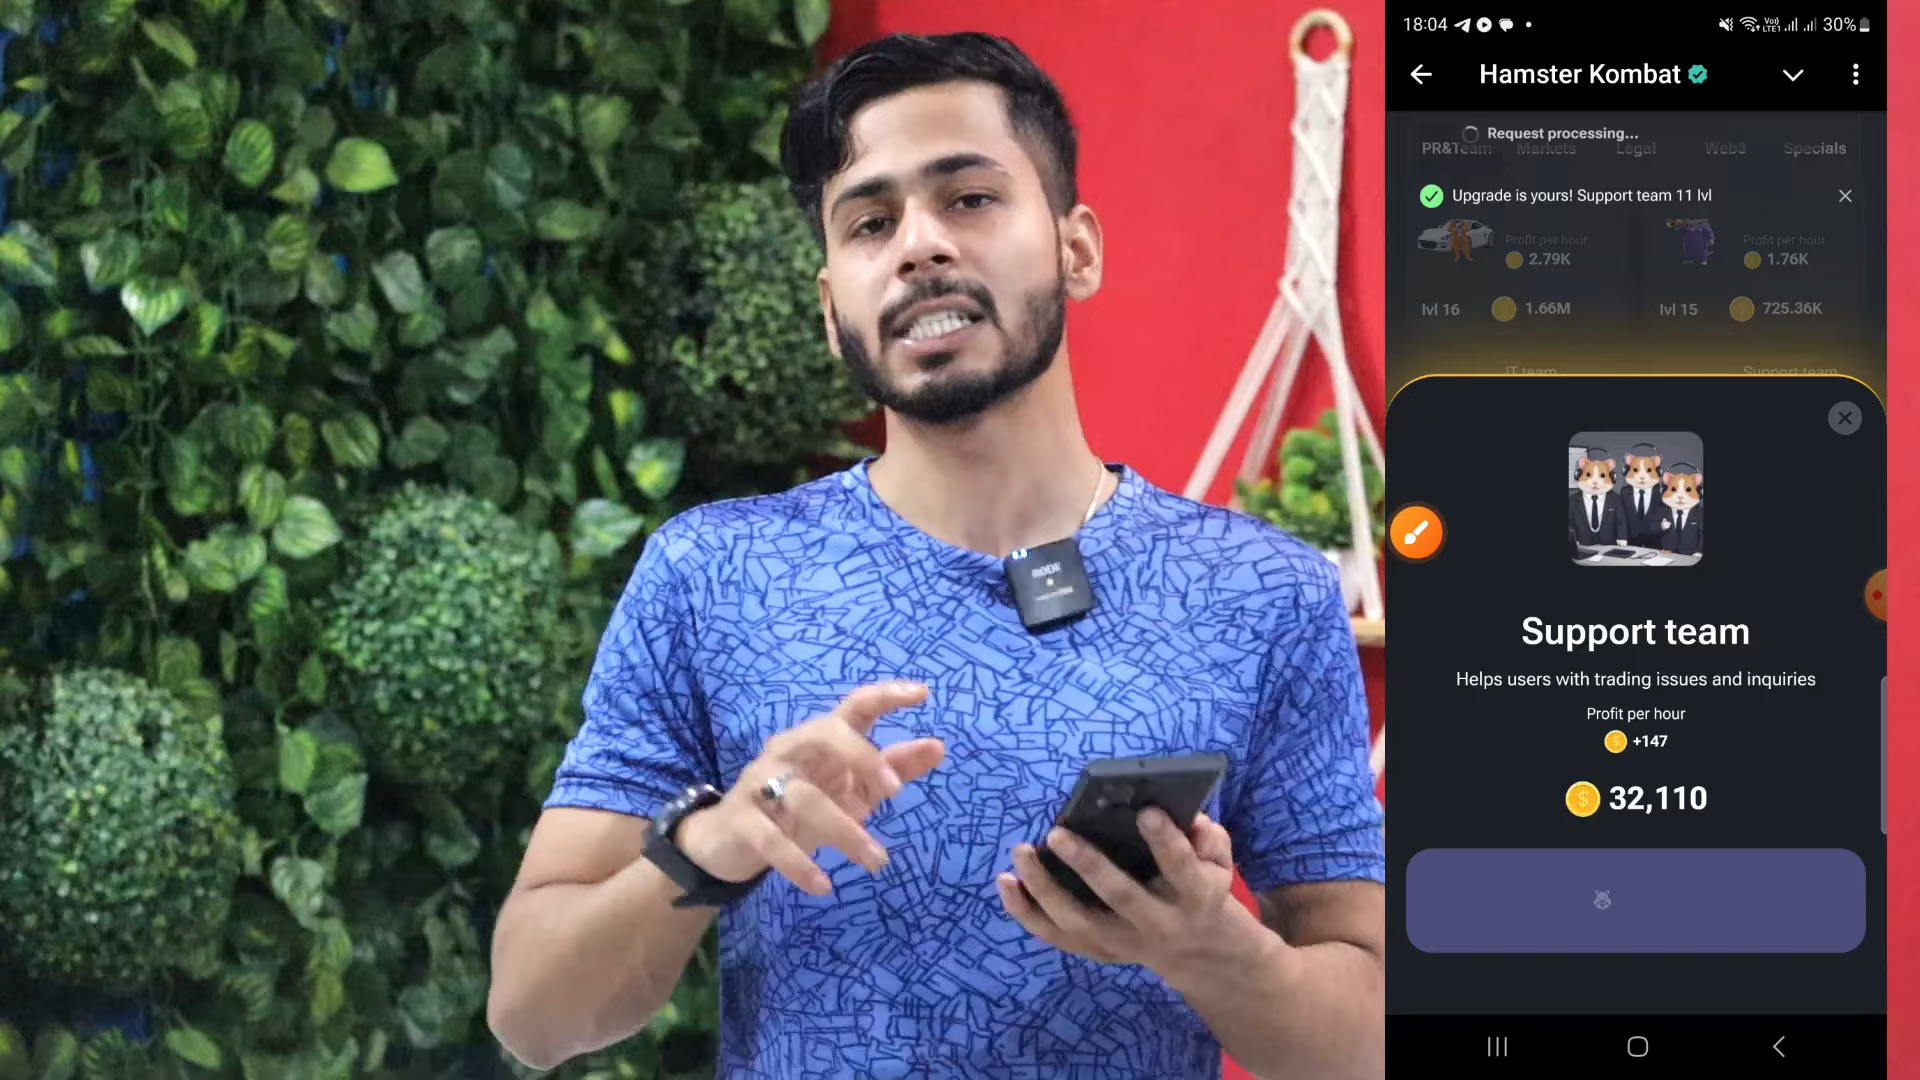 18:04
30%
Hamster Kombat
Request processing...
PR&Team Markets Legal Web3 Specials
Upgrade is yours! Support team 11 lvl
Profit per hour
2.79K
Profit per hour
1.76K
lvl 16 1.66M
lvl 15 725.36K
IT team
Support team
Support team
Helps users with trading issues and inquiries
Profit per hour
+147
32,110